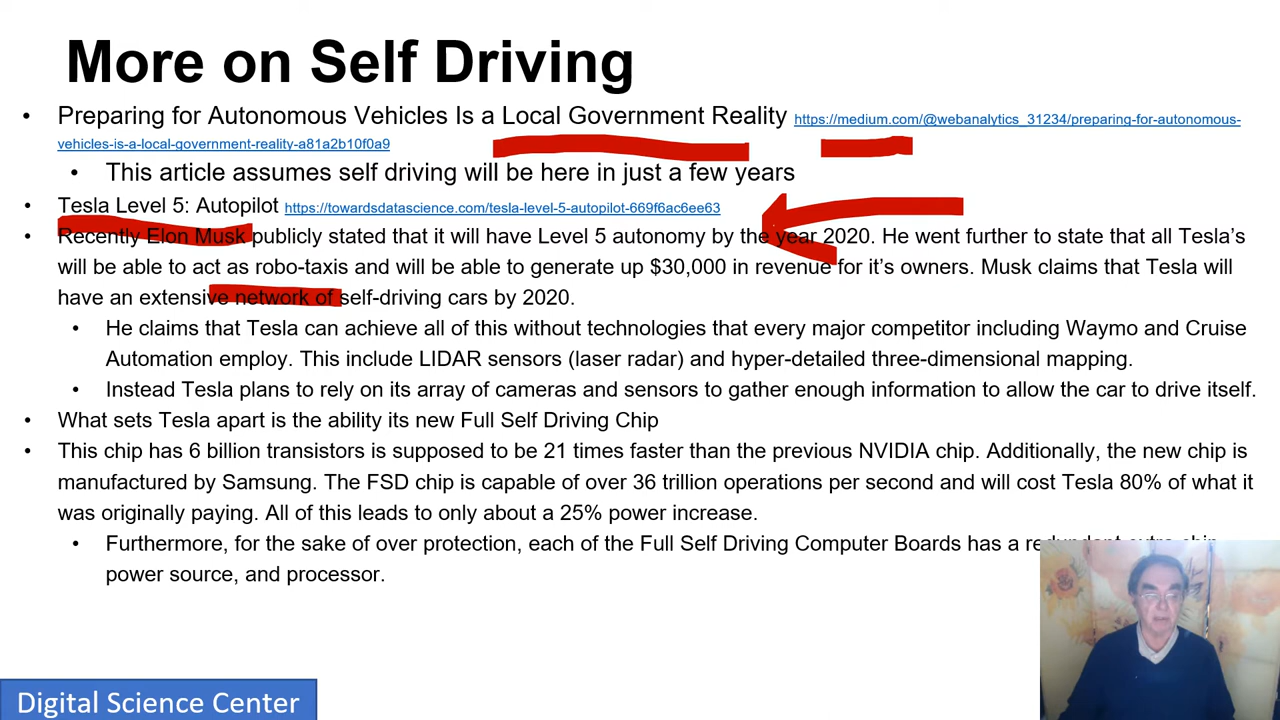 More on Self Driving
• Preparing for Autonomous Vehicles Is a Local Government Reality https://medium.com/@webanalytics_31234/preparing-for-autonomous-
vehicles-is-a-local-government-reality-a81a2b10f0a9
• This article assumes self driving will be here in just a few years
• Tesla Level 5: Autopilot https://towardsdatascience.com/tesla-level-5-autopilot-669f6ac6ee63
• Recently Elon Musk publicly stated that it will have Level 5 autonomy by the year 2020. He went further to state that all Tesla's
will be able to act as robo-taxis and will be able to generate up $30,000 in revenue for it's owners. Musk claims that Tesla will
have an extensive network of self-driving cars by 2020.
• He claims that Tesla can achieve all of this without technologies that every major competitor including Waymo and Cruise
Automation employ. This include LIDAR sensors (laser radar) and hyper-detailed three-dimensional mapping.
• Instead Tesla plans to rely on its array of cameras and sensors to gather enough information to allow the car to drive itself.
• What sets Tesla apart is the ability its new Full Self Driving Chip
• This chip has 6 billion transistors is supposed to be 21 times faster than the previous NVIDIA chip. Additionally, the new chip is
manufactured by Samsung. The FSD chip is capable of over 36 trillion operations per second and will cost Tesla 80% of what it
was originally paying. All of this leads to only about a 25% power increase.
• Furthermore, for the sake of over protection, each of the Full Self Driving Computer Boards has a
power source, and processor.
Digital Science Center